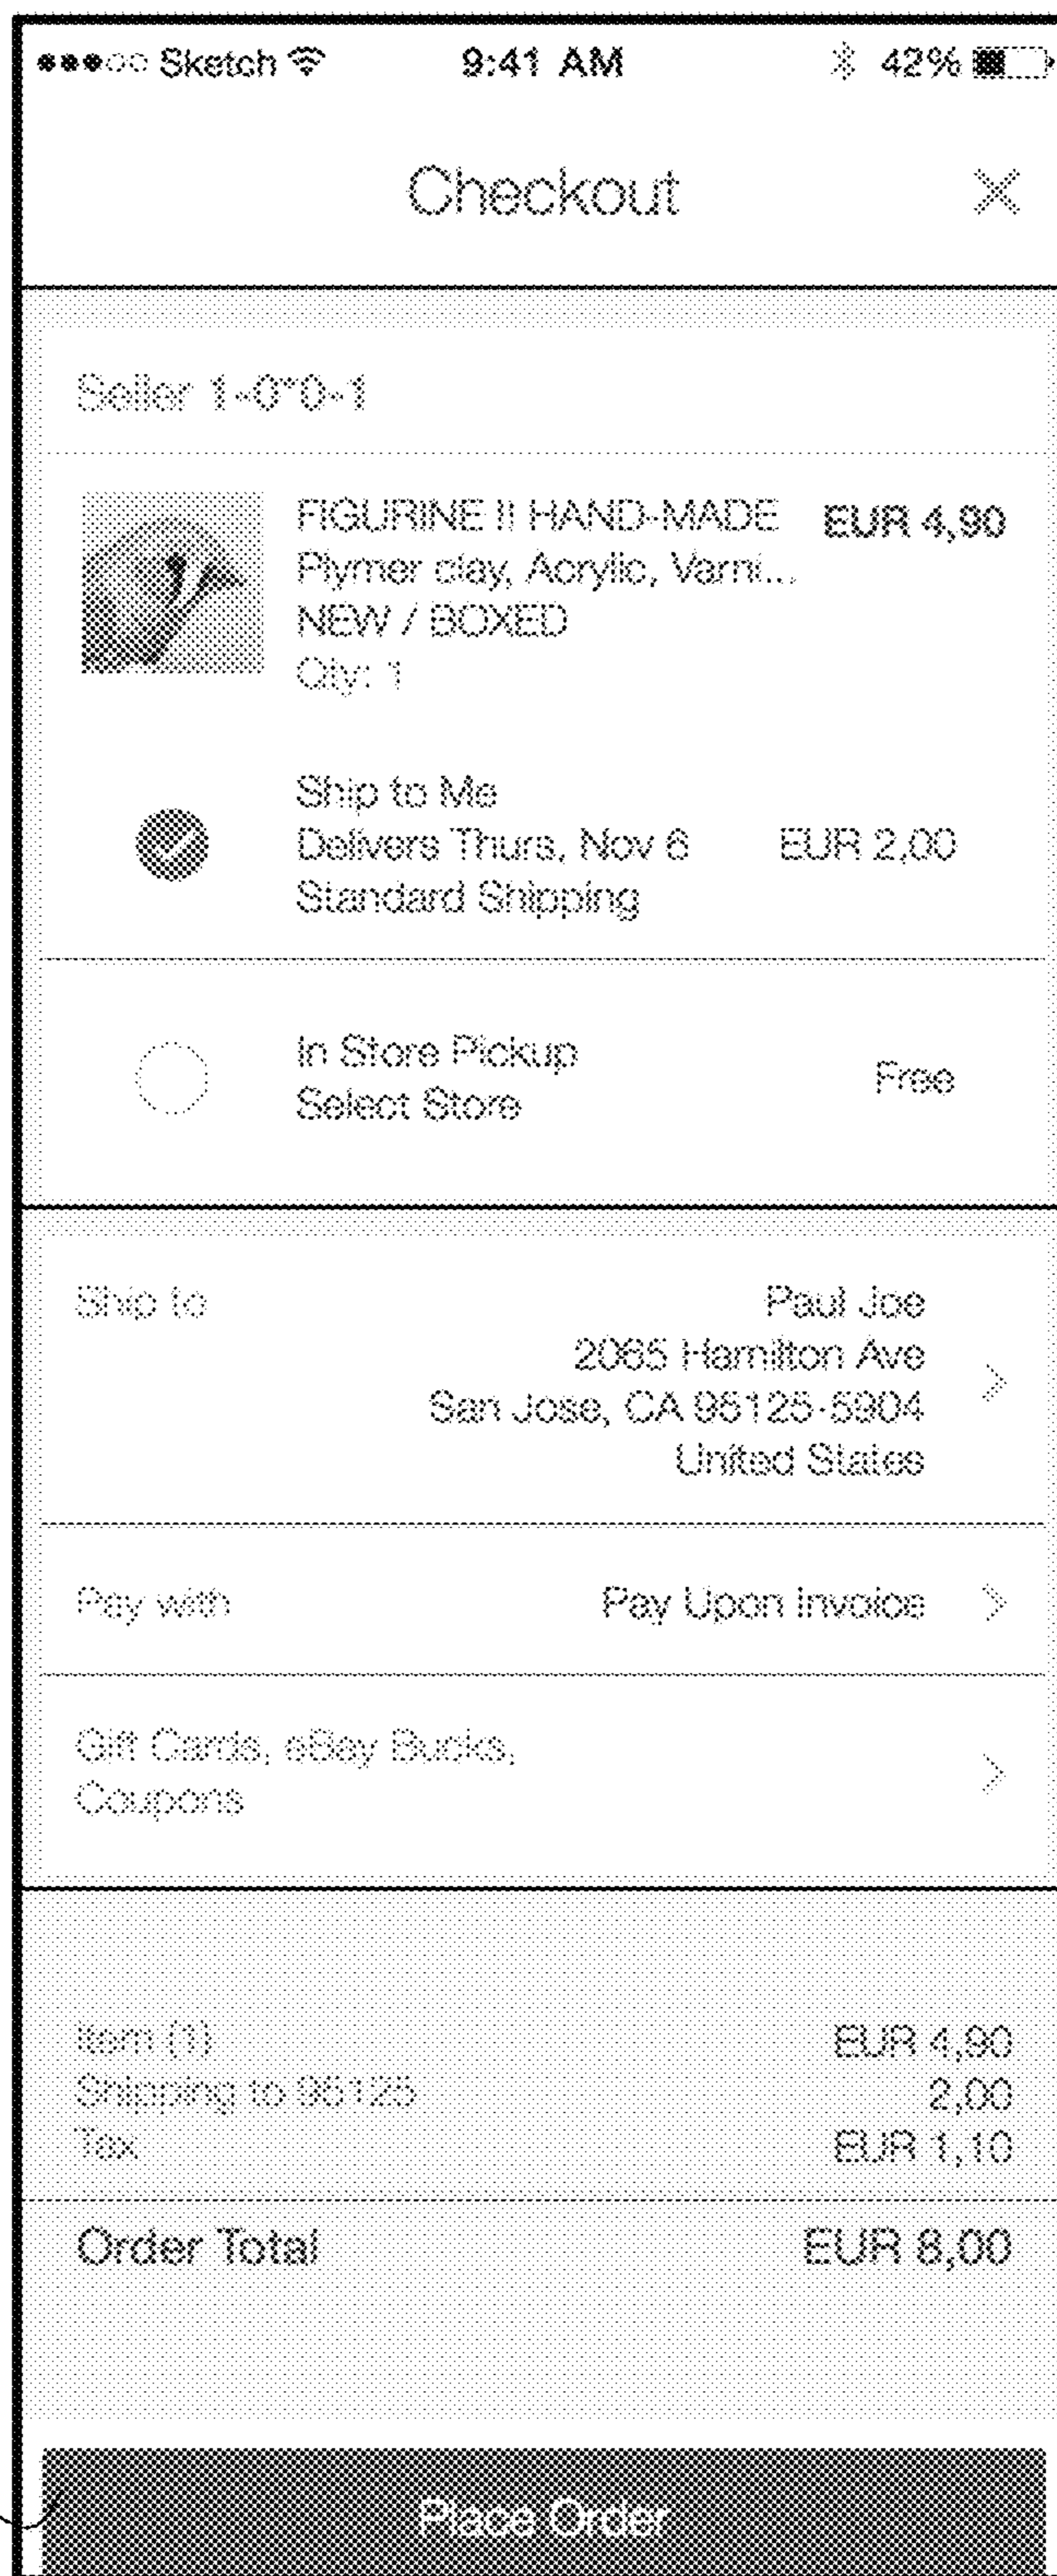 Sketch 9:41 AM 42%
Checkout
Seller 1-0"0-1
FIGURINE !! HAND-MADE EUR 4,90
Plymer clay, Acrylic, Varni...
NEW / BOXED
Qty: 1
Ship to Me
Delivers Thurs, Nov 6 EUR 2,00
Standard Shipping
In Store Pickup Free
Select Store
Ship to Paul Joe
2065 Hamilton Ave
San Jose, CA 95125-5904
United States
Pay with Pay Upon Invoice
Gift Cards, eBay Bucks,
Coupons
Item (1) EUR 4,90
Shipping to 95125 2,00
Tax EUR 1,10
Order Total EUR 8,00
Place Order